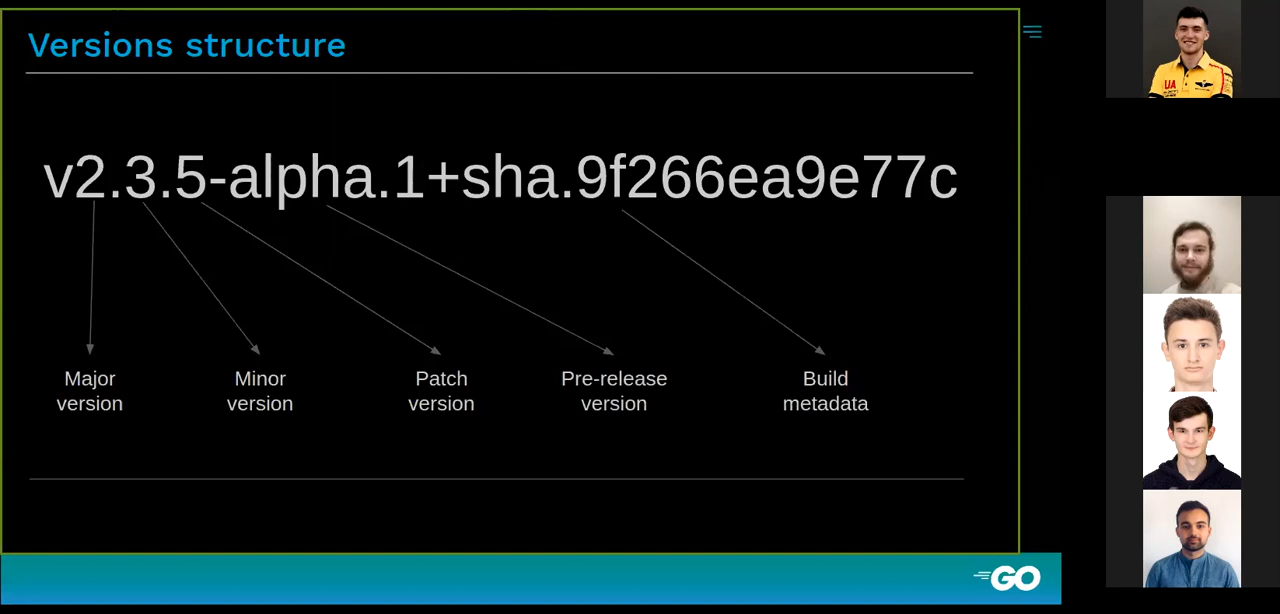 Versions structure
v2.3.5-alpha.1+sha.9f266ea9e77c
Major
version
Minor
version
Patch
version
Pre-release
version
Build
metadata
GO
UA